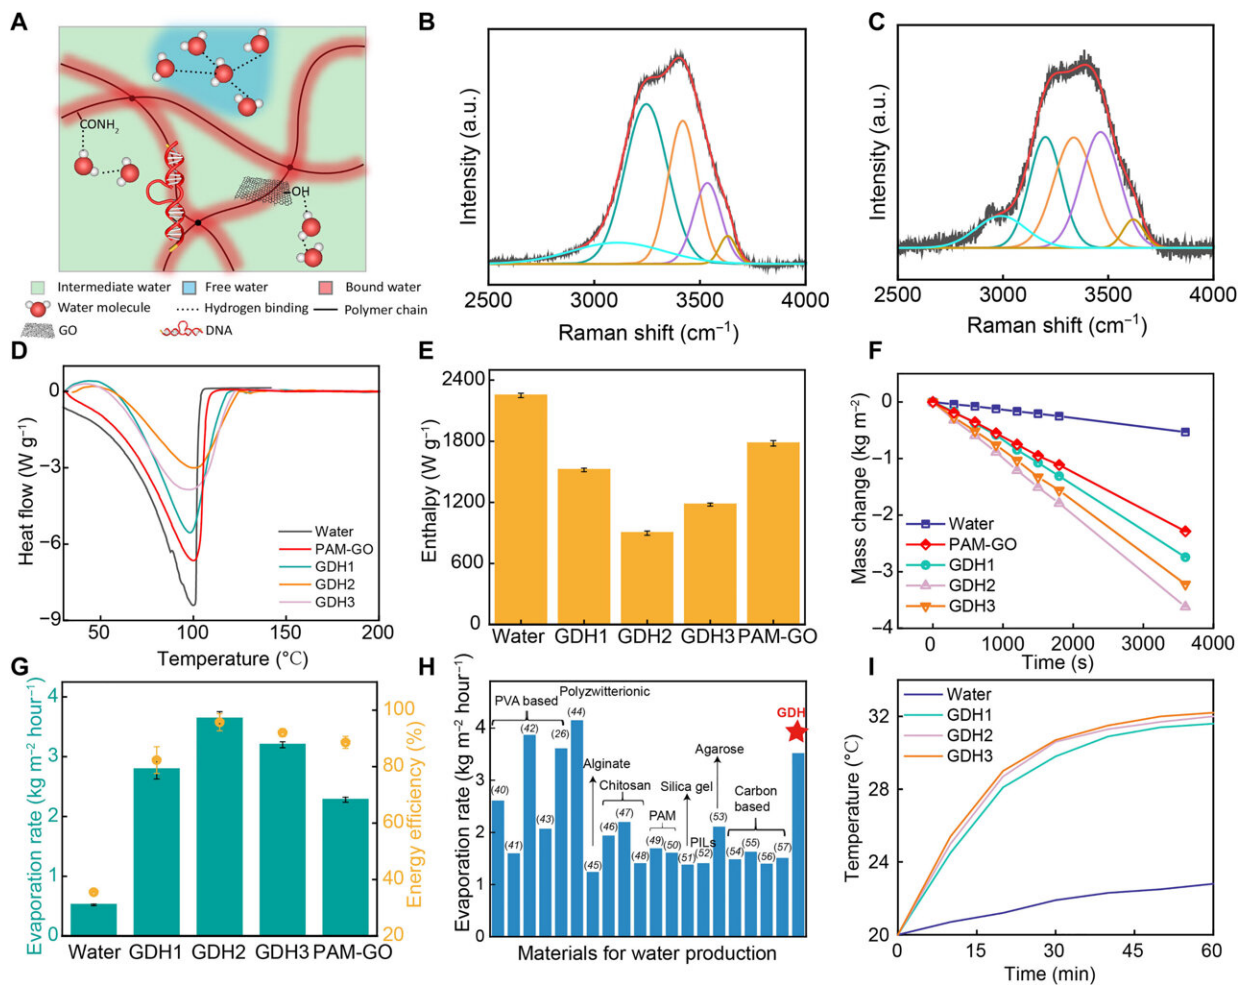 A
CONH2
OH
Intermediate water
Free water
Bound water
Water molecule
Hydrogen binding
Polymer chain
GO
DNA
B
Intensity (a.u.)
2500 3000 3500 4000
Raman shift (cm−1)
C
Intensity (a.u.)
2500 3000 3500 4000
Raman shift (cm−1)
D
Heat flow (W g−1)
0
−3
−6
−9
Water
PAM-GO
GDH1
GDH2
GDH3
50 100 150 200
Temperature (°C)
E
Enthalpy (W g−1)
2400
1800
1200
600
0
Water GDH1 GDH2 GDH3 PAM-GO
F
Mass change (kg m−2)
0
−1
−2
−3
−4
Water
PAM-GO
GDH1
GDH2
GDH3
0 1000 2000 3000 4000
Time (s)
G
Evaporation rate (kg m−2 hour−1)
4
3
2
1
0
Energy efficiency (%)
100
80
60
40
20
Water GDH1 GDH2 GDH3 PAM-GO
H
Evaporation rate (kg m−2 hour−1)
4
3
2
1
0
PVA based
Polyzwitterionic
Alginate
Chitosan
PAM
Silica gel
PILs
Agarose
Carbon
based
GDH
(40)
(41)
(42)
(43)
(26)
(44)
(45)
(46)
(47)
(48)
(49)
(50)
(51)
(52)
(53)
(54)
(55)
(56)
(57)
Materials for water production
I
Temperature (°C)
32
28
24
20
Water
GDH1
GDH2
GDH3
0 15 30 45 60
Time (min)